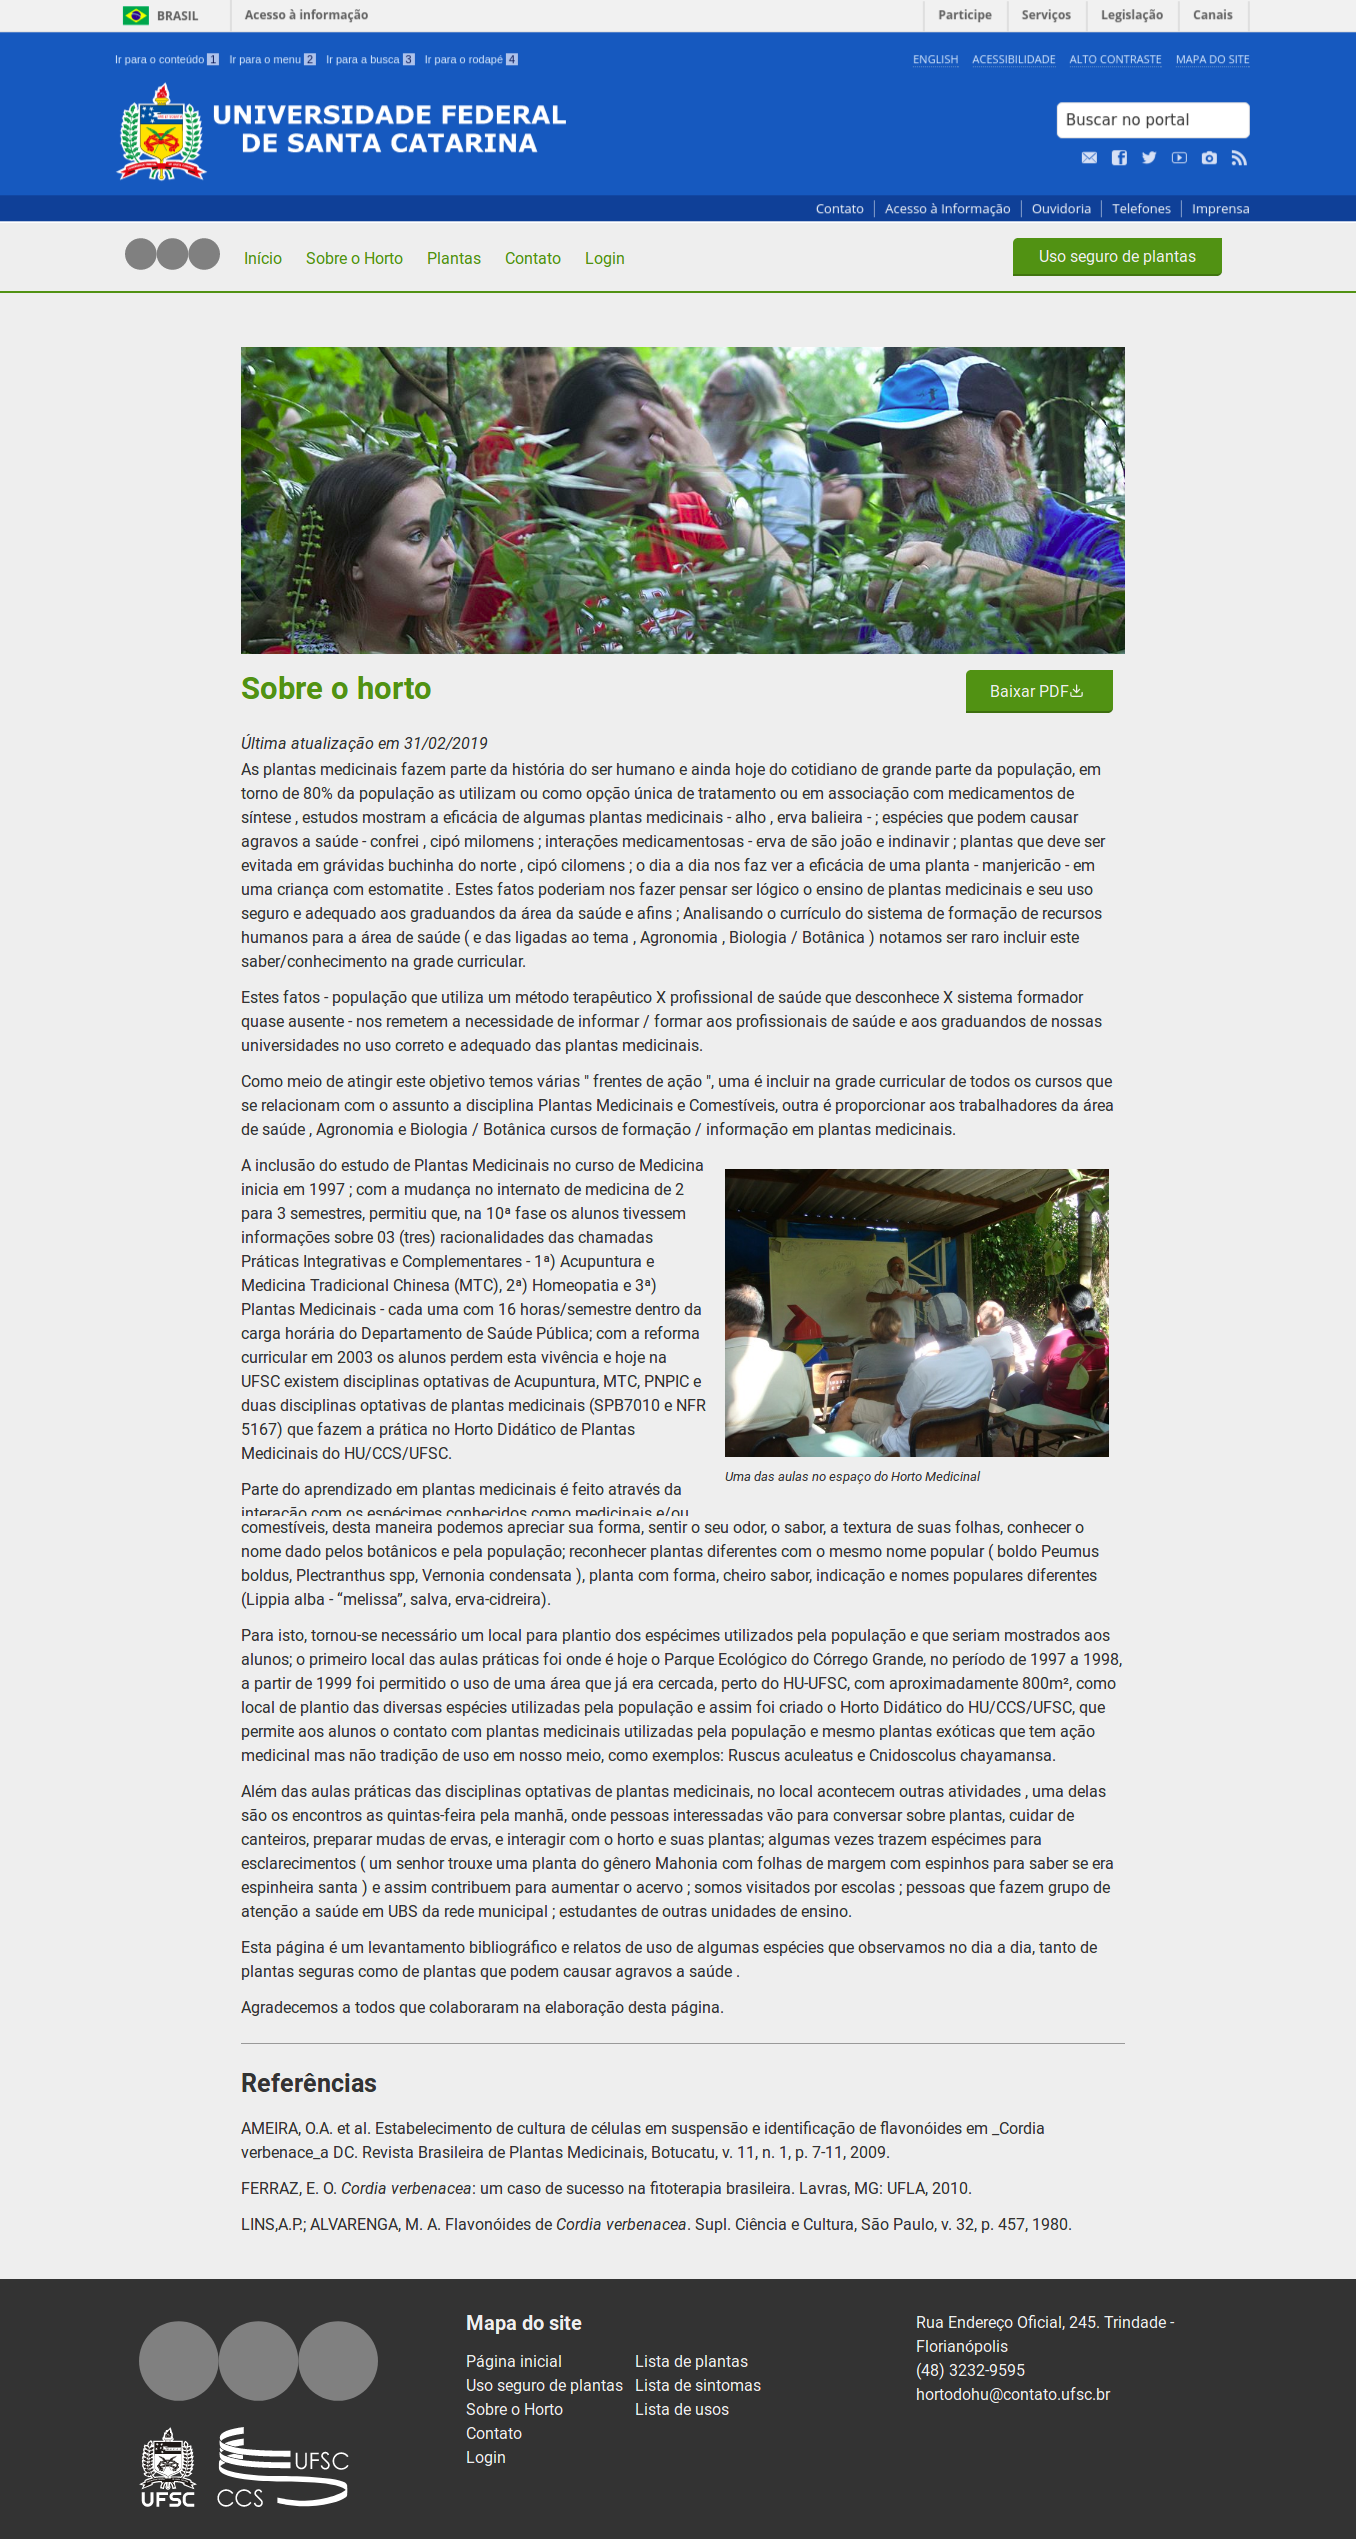 BRASIL
Acesso à informação
Participe
Serviços
Legislação
Canais
Ir para o conteúdo 1
Ir para o menu 2
Ir para a busca 3
Ir para o rodapé 4
ENGLISH
ACESSIBILIDADE
ALTO CONTRASTE
MAPA DO SITE
UNIVERSIDADE FEDERAL
DE SANTA CATARINA
Buscar no portal
Contato
Acesso à Informação
Ouvidoria
Telefones
Imprensa
Início
Sobre o Horto
Plantas
Contato
Login
Uso seguro de plantas
Sobre o horto
Baixar PDF
Última atualização em 31/02/2019
As plantas medicinais fazem parte da história do ser humano e ainda hoje do cotidiano de grande parte da população, em
torno de 80% da população as utilizam ou como opção única de tratamento ou em associação com medicamentos de
síntese , estudos mostram a eficácia de algumas plantas medicinais - alho , erva balieira - ; espécies que podem causar
agravos a saúde - confrei , cipó milomens ; interações medicamentosas - erva de são joão e indinavir ; plantas que deve ser
evitada em grávidas buchinha do norte , cipó cilomens ; o dia a dia nos faz ver a eficácia de uma planta - manjericão - em
uma criança com estomatite . Estes fatos poderiam nos fazer pensar ser lógico o ensino de plantas medicinais e seu uso
seguro e adequado aos graduandos da área da saúde e afins ; Analisando o currículo do sistema de formação de recursos
humanos para a área de saúde ( e das ligadas ao tema , Agronomia , Biologia / Botânica ) notamos ser raro incluir este
saber/conhecimento na grade curricular.
Estes fatos - população que utiliza um método terapêutico X profissional de saúde que desconhece X sistema formador
quase ausente - nos remetem a necessidade de informar / formar aos profissionais de saúde e aos graduandos de nossas
universidades no uso correto e adequado das plantas medicinais.
Como meio de atingir este objetivo temos várias " frentes de ação ", uma é incluir na grade curricular de todos os cursos que
se relacionam com o assunto a disciplina Plantas Medicinais e Comestíveis, outra é proporcionar aos trabalhadores da área
de saúde , Agronomia e Biologia / Botânica cursos de formação / informação em plantas medicinais.
A inclusão do estudo de Plantas Medicinais no curso de Medicina
inicia em 1997 ; com a mudança no internato de medicina de 2
para 3 semestres, permitiu que, na 10ª fase os alunos tivessem
informações sobre 03 (tres) racionalidades das chamadas
Práticas Integrativas e Complementares - 1ª) Acupuntura e
Medicina Tradicional Chinesa (MTC), 2ª) Homeopatia e 3ª)
Plantas Medicinais - cada uma com 16 horas/semestre dentro da
carga horária do Departamento de Saúde Pública; com a reforma
curricular em 2003 os alunos perdem esta vivência e hoje na
UFSC existem disciplinas optativas de Acupuntura, MTC, PNPIC e
duas disciplinas optativas de plantas medicinais (SPB7010 e NFR
5167) que fazem a prática no Horto Didático de Plantas
Medicinais do HU/CCS/UFSC.
Uma das aulas no espaço do Horto Medicinal
Parte do aprendizado em plantas medicinais é feito através da
interação com os espécimes conhecidos como medicinais e/ou
comestíveis, desta maneira podemos apreciar sua forma, sentir o seu odor, o sabor, a textura de suas folhas, conhecer o
nome dado pelos botânicos e pela população; reconhecer plantas diferentes com o mesmo nome popular ( boldo Peumus
boldus, Plectranthus spp, Vernonia condensata ), planta com forma, cheiro sabor, indicação e nomes populares diferentes
(Lippia alba - “melissa”, salva, erva-cidreira).
Para isto, tornou-se necessário um local para plantio dos espécimes utilizados pela população e que seriam mostrados aos
alunos; o primeiro local das aulas práticas foi onde é hoje o Parque Ecológico do Córrego Grande, no período de 1997 a 1998,
a partir de 1999 foi permitido o uso de uma área que já era cercada, perto do HU-UFSC, com aproximadamente 800m², como
local de plantio das diversas espécies utilizadas pela população e assim foi criado o Horto Didático do HU/CCS/UFSC, que
permite aos alunos o contato com plantas medicinais utilizadas pela população e mesmo plantas exóticas que tem ação
medicinal mas não tradição de uso em nosso meio, como exemplos: Ruscus aculeatus e Cnidoscolus chayamansa.
Além das aulas práticas das disciplinas optativas de plantas medicinais, no local acontecem outras atividades , uma delas
são os encontros as quintas-feira pela manhã, onde pessoas interessadas vão para conversar sobre plantas, cuidar de
canteiros, preparar mudas de ervas, e interagir com o horto e suas plantas; algumas vezes trazem espécimes para
esclarecimentos ( um senhor trouxe uma planta do gênero Mahonia com folhas de margem com espinhos para saber se era
espinheira santa ) e assim contribuem para aumentar o acervo ; somos visitados por escolas ; pessoas que fazem grupo de
atenção a saúde em UBS da rede municipal ; estudantes de outras unidades de ensino.
Esta página é um levantamento bibliográfico e relatos de uso de algumas espécies que observamos no dia a dia, tanto de
plantas seguras como de plantas que podem causar agravos a saúde .
Agradecemos a todos que colaboraram na elaboração desta página.
Referências
AMEIRA, O.A. et al. Estabelecimento de cultura de células em suspensão e identificação de flavonóides em _Cordia
verbenace_a DC. Revista Brasileira de Plantas Medicinais, Botucatu, v. 11, n. 1, p. 7-11, 2009.
FERRAZ, E. O. Cordia verbenacea: um caso de sucesso na fitoterapia brasileira. Lavras, MG: UFLA, 2010.
LINS,A.P.; ALVARENGA, M. A. Flavonóides de Cordia verbenacea. Supl. Ciência e Cultura, São Paulo, v. 32, p. 457, 1980.
Mapa do site
Página inicial
Uso seguro de plantas
Sobre o Horto
Contato
Login
Lista de plantas
Lista de sintomas
Lista de usos
Rua Endereço Oficial, 245. Trindade -
Florianópolis
(48) 3232-9595
hortodohu@contato.ufsc.br
UFSC
UFSC
CCS